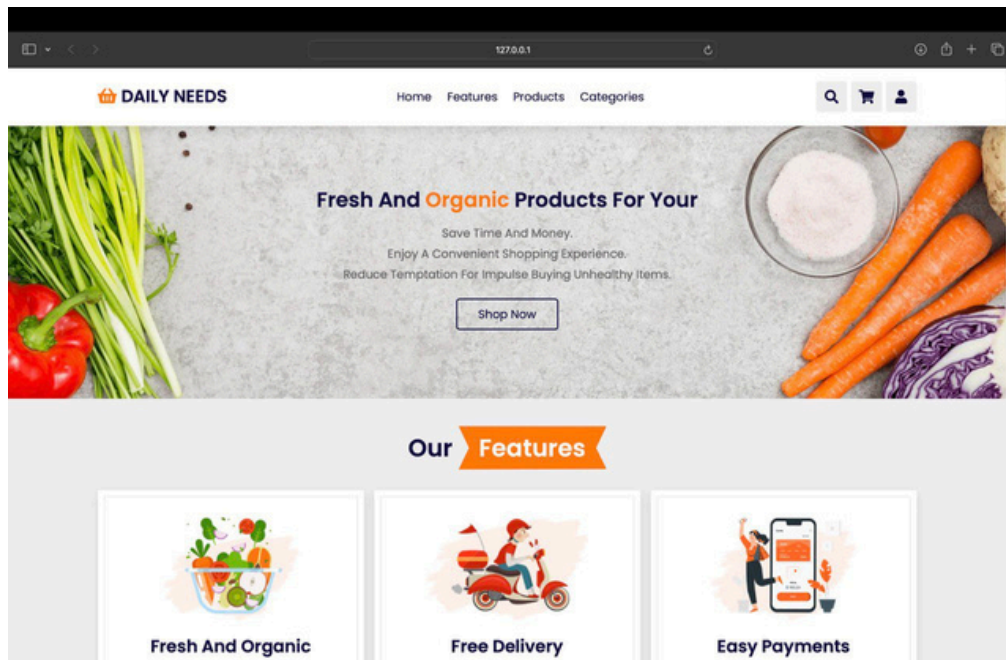 127.0.0.1
DAILY NEEDS
Home Features Products Categories
Fresh And Organic Products For Your
Save Time And Money.
Enjoy A Convenient Shopping Experience.
Reduce Temptation For Impulse Buying Unhealthy Items.
Shop Now
Our Features
Fresh And Organic
Free Delivery
Easy Payments